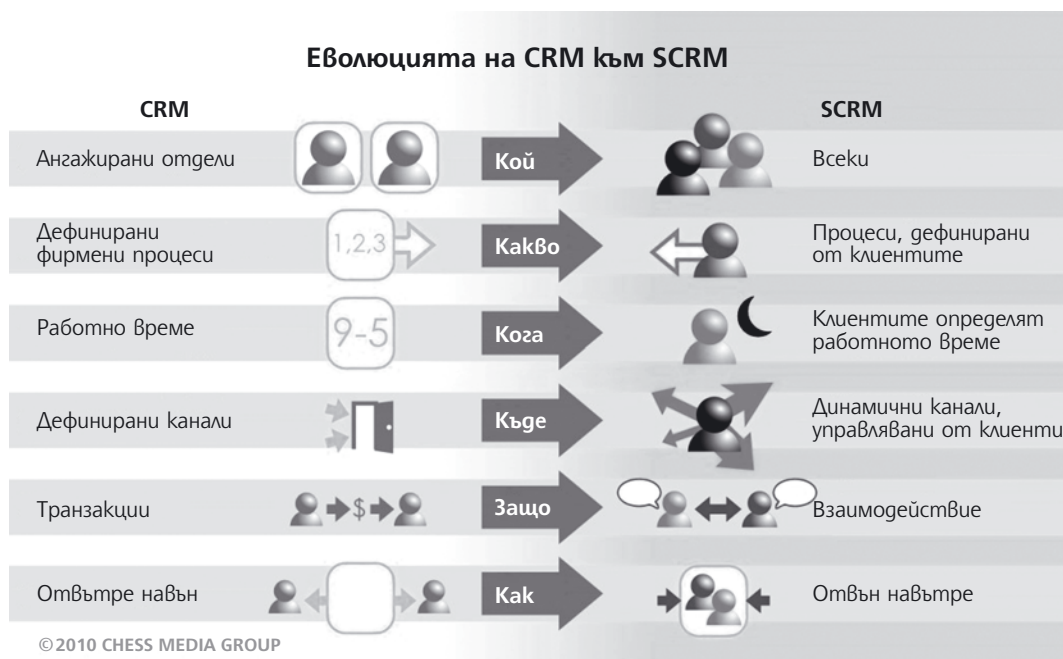 Еволюцията на CRM към SCRM
CRM
SCRM
Ангажирани отдели
Кой
Всеки
Дефинирани
фирмени процеси
1,2,3
Какво
Процеси, дефинирани
от клиентите
Работно време
9-5
Кога
Клиентите определят
работното време
Дефинирани канали
Къде
Динамични канали,
управлявани от клиенти
Транзакции
$
Защо
Взаимодействие
Отвътре навън
Как
Отвън навътре
©2010 CHESS MEDIA GROUP